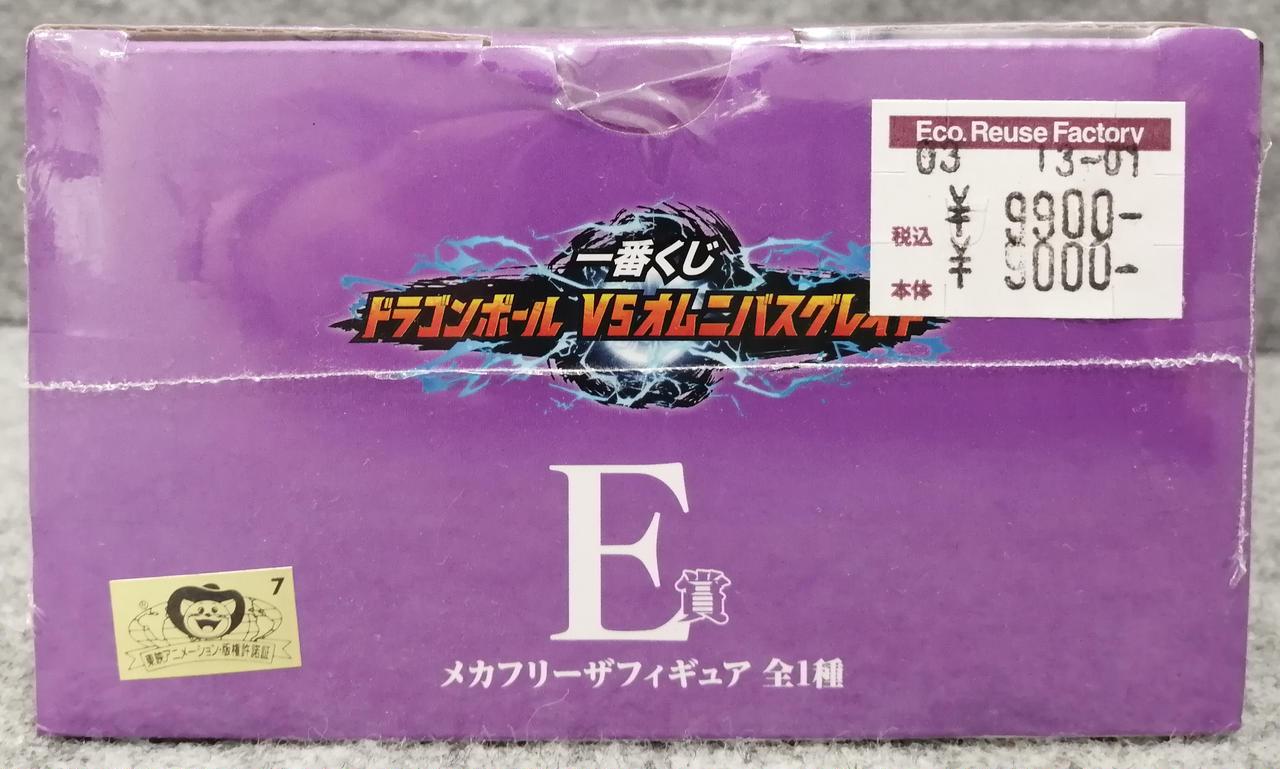 Eco. Reuse Factory
03 13-01
¥ 9900-
税込
¥ 9000-
本体
一番くじ
ドラゴンボール VSオムニバスグレイト
E賞
メカフリーザフィギュア 全1種
7
東映アニメーション・版権許諾証